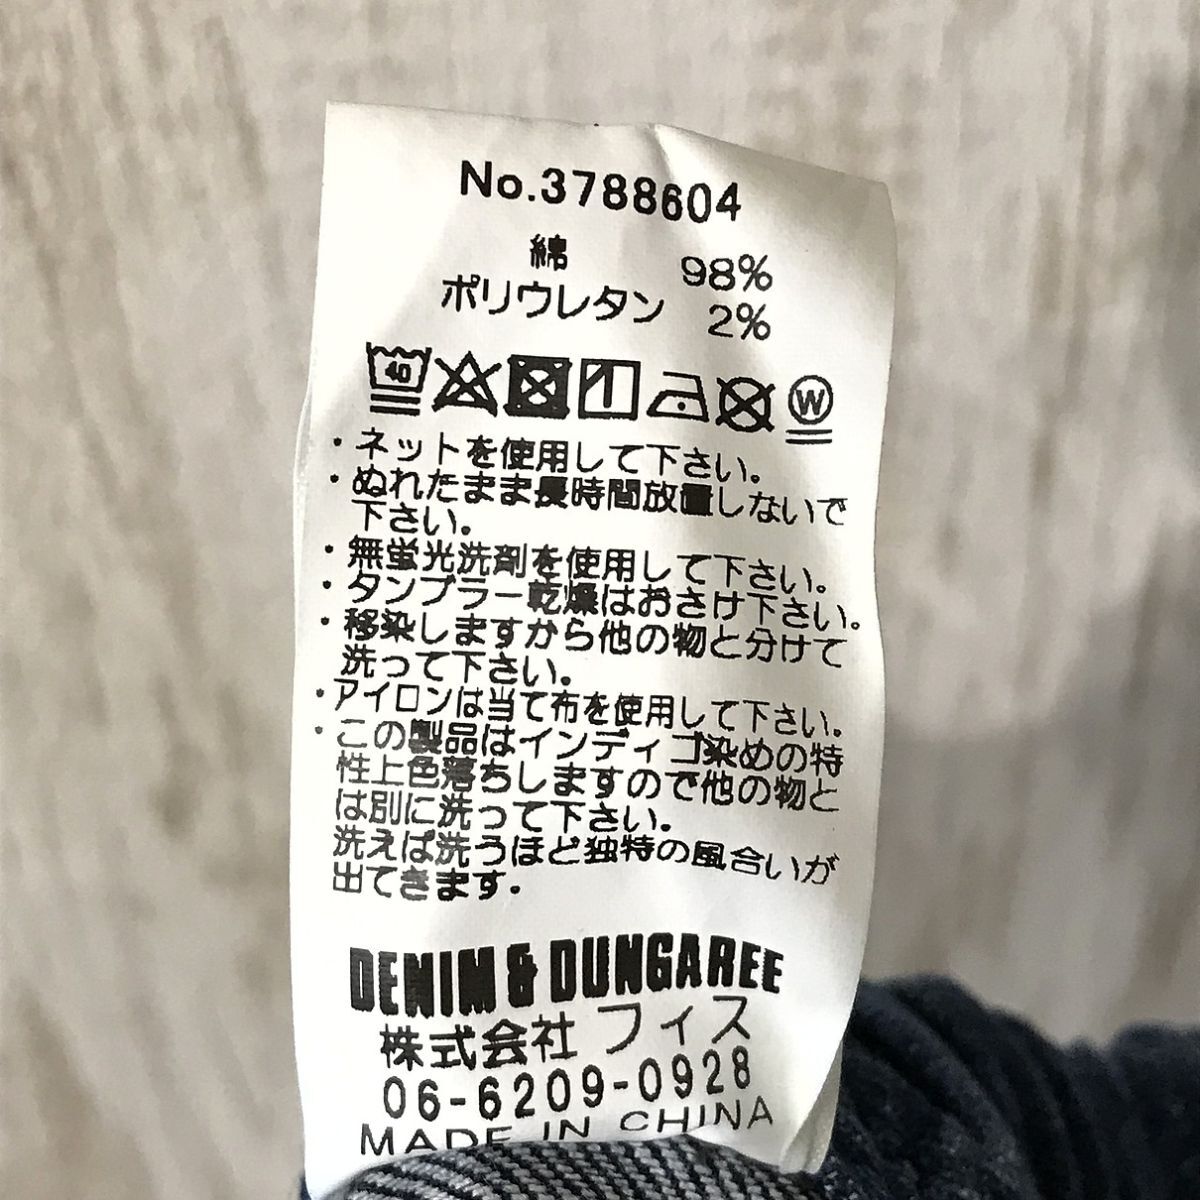 No.3788604
綿 98%
ポリウレタン 2%
40 W
・ネットを使用して下さい。
・ぬれたまま長時間放置しないで
下さい。
・無蛍光洗剤を使用して下さい。
・タンブラー乾燥はおさけ下さい。
・移染しますから他の物と分けて
洗って下さい。
・アイロンは当て布を使用して下さい。
・この製品はインディゴ染めの特
性上色落ちしますので他の物と
は別に洗って下さい。
洗えば洗うほど独特の風合いが
出てきます。
DENIM & DUNGAREE
株式会社 フィス
06-6209-0928
MADE IN CHINA